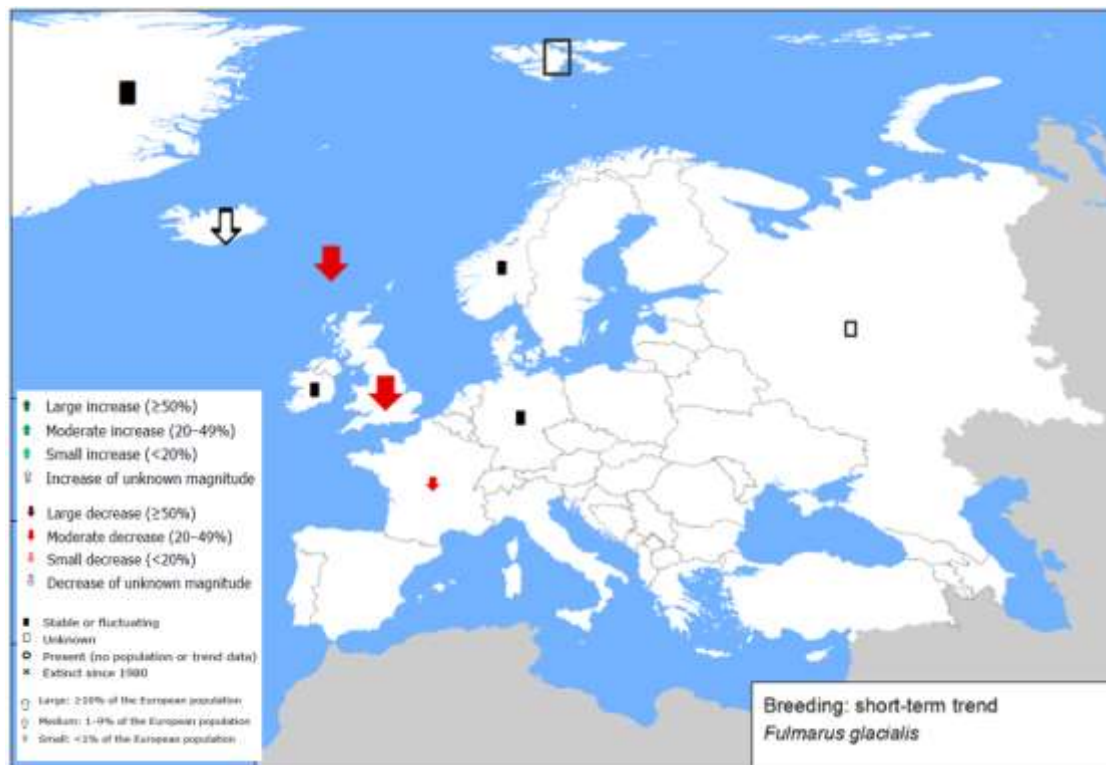 Large increase (≥50%)
Moderate increase (20–49%)
Small increase (<20%)
Increase of unknown magnitude
Large decrease (≥50%)
Moderate decrease (20–49%)
Small decrease (<20%)
Decrease of unknown magnitude
Stable or fluctuating
Unknown
Present (no population or trend data)
Extinct since 1980
Large: ≥10% of the European population
Medium: 1–9% of the European population
Small: <1% of the European population
Breeding: short-term trend
Fulmarus glacialis